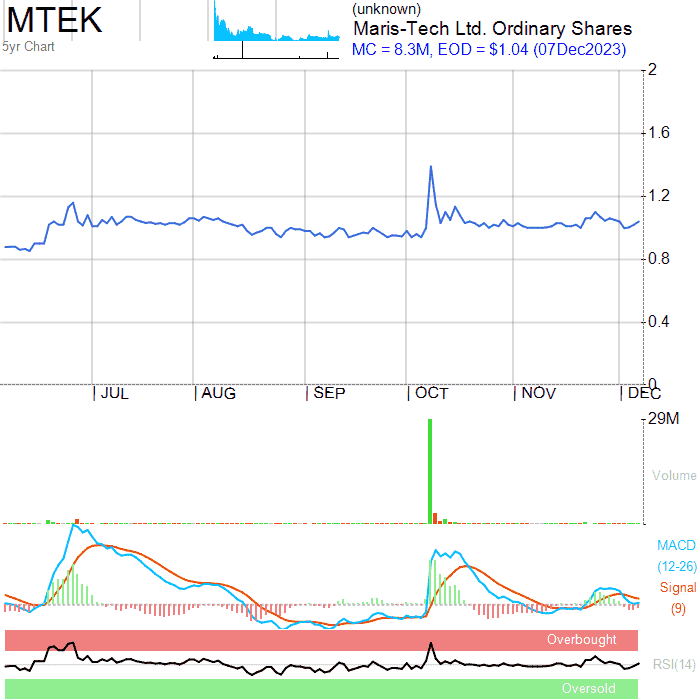 MTEK
5yr Chart
(unknown)
Maris-Tech Ltd. Ordinary Shares
MC = 8.3M, EOD = $1.04 (07Dec2023)
2
1.6
1.2
0.8
0.4
0
JUL AUG SEP OCT NOV DEC
29M
Volume
MACD
(12-26)
Signal
(9)
Overbought
RSI(14)
Oversold